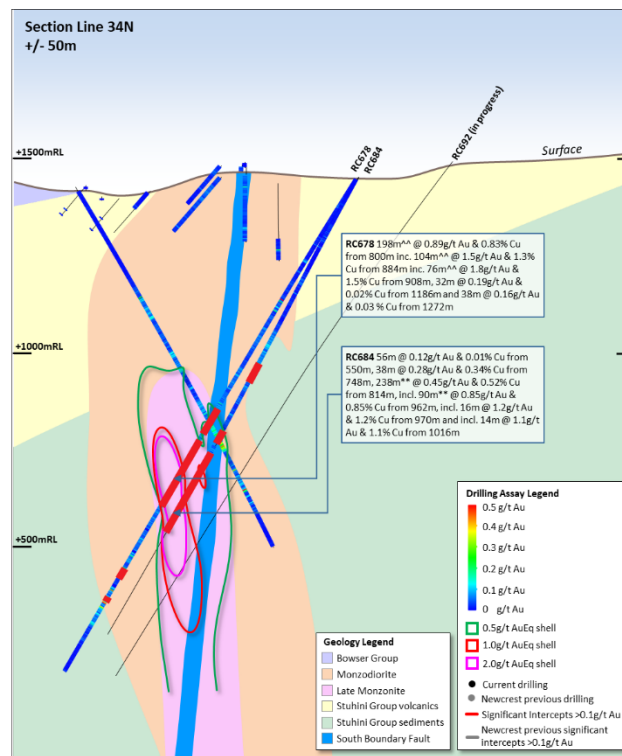 Section Line 34N
+/- 50m
RC678
RC684
RC692 (in progress)
Surface
+1500mRL
RC678 198m^^ @ 0.89g/t Au & 0.83% Cu
from 800m inc. 104m^^ @ 1.5g/t Au & 1.3%
Cu from 884m inc. 76m^^ @ 1.8g/t Au &
1.5% Cu from 908m, 32m @ 0.19g/t Au &
0.02% Cu from 1186m and 38m @ 0.16g/t Au
& 0.03 % Cu from 1272m
+1000mRL
RC684 56m @ 0.12g/t Au & 0.01% Cu from
550m, 38m @ 0.28g/t Au & 0.34% Cu from
748m, 238m** @ 0.45g/t Au & 0.52% Cu
from 814m, incl. 90m** @ 0.85g/t Au &
0.85% Cu from 962m, incl. 16m @ 1.2g/t Au
& 1.2% Cu from 970m and incl. 14m @ 1.1g/t
Au & 1.1% Cu from 1016m
+500mRL
Drilling Assay Legend
0.5 g/t Au
0.4 g/t Au
0.3 g/t Au
0.2 g/t Au
0.1 g/t Au
0 g/t Au
0.5g/t AuEq shell
1.0g/t AuEq shell
2.0g/t AuEq shell
Current drilling
Newcrest previous drilling
Significant Intercepts >0.1g/t Au
Newcrest previous significant
intercepts >0.1g/t Au
Geology Legend
Bowser Group
Monzodiorite
Late Monzonite
Stuhini Group volcanics
Stuhini Group sediments
South Boundary Fault